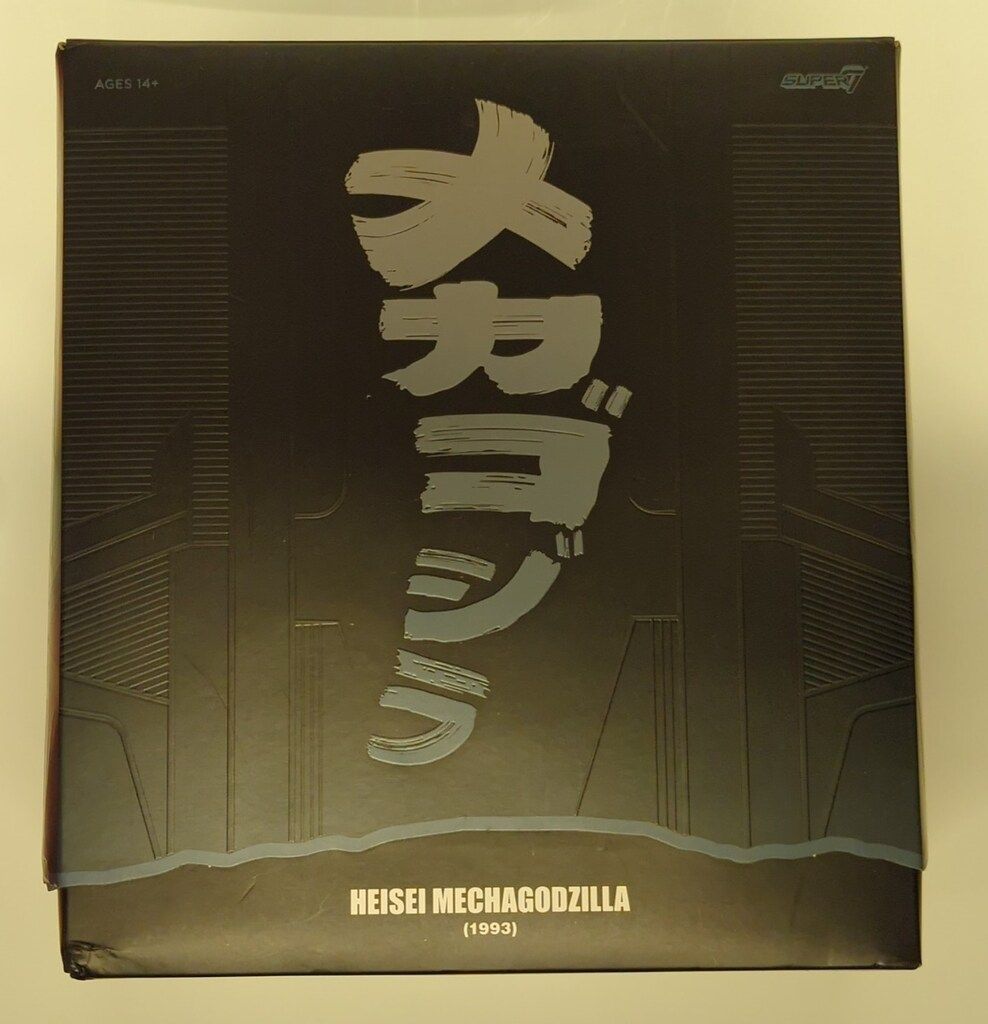 AGES 14+
SUPER7
メカゴジラ
HEISEI MECHAGODZILLA
(1993)